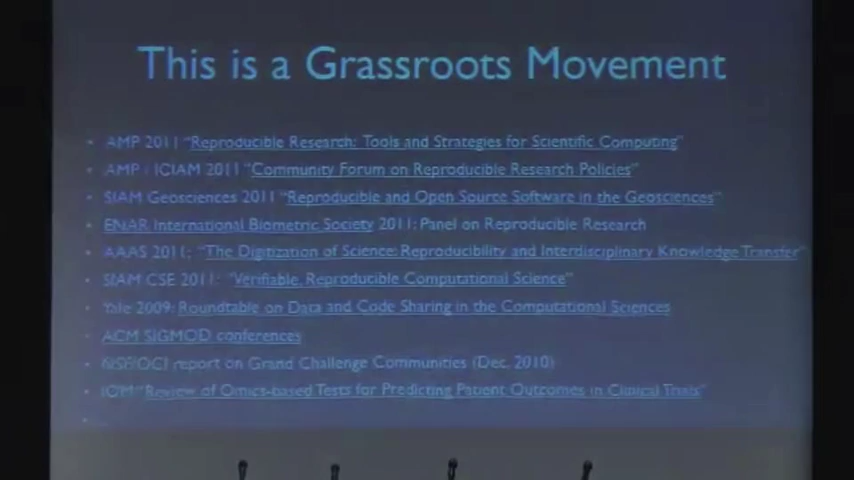 This is a Grassroots Movement
• AMP 2011 "Reproducible Research: Tools and Strategies for Scientific Computing"
• AMP / ICIAM 2011 "Community Forum on Reproducible Research Policies"
• SIAM Geosciences 2011 "Reproducible and Open Source Software in the Geosciences"
• ENAR International Biometric Society 2011: Panel on Reproducible Research
• AAAS 2011: "The Digitization of Science: Reproducibility and Interdisciplinary Knowledge Transfer"
• SIAM CSE 2011: "Verifiable, Reproducible Computational Science"
• Yale 2009: Roundtable on Data and Code Sharing in the Computational Sciences
• ACM SIGMOD conferences
• NSF/OCI report on Grand Challenge Communities (Dec, 2010)
• IOM "Review of Omics-based Tests for Predicting Patient Outcomes in Clinical Trials"
• ...